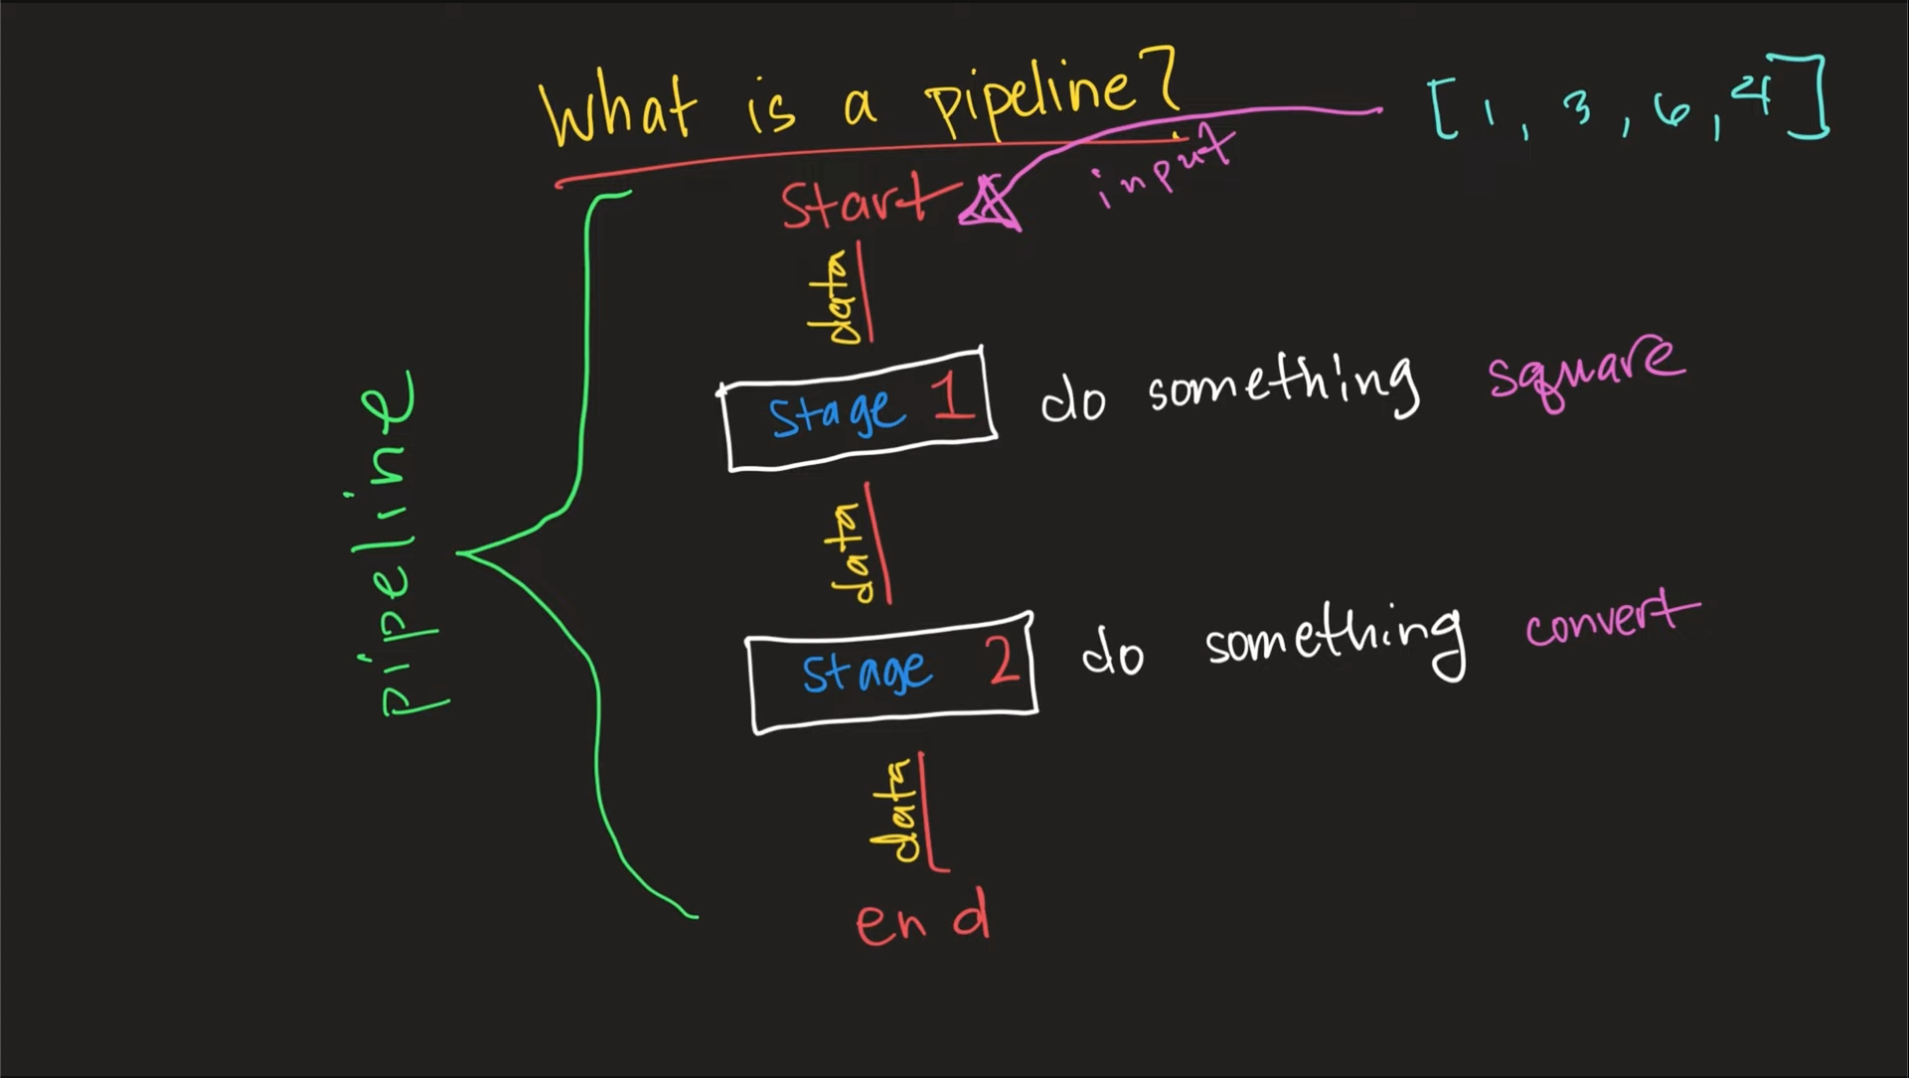 What is a pipeline?
[1, 3, 6, 4]
input
start
data
stage 1 do something square
pipeline
data
stage 2 do something convert
data
end